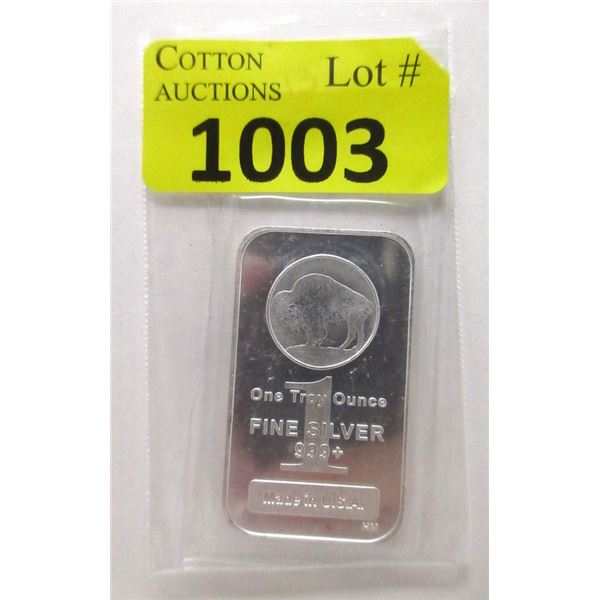 COTTON
AUCTIONS
Lot #
1003
One Troy Ounce
1
FINE SILVER
999+
Made in U.S.A.
HM